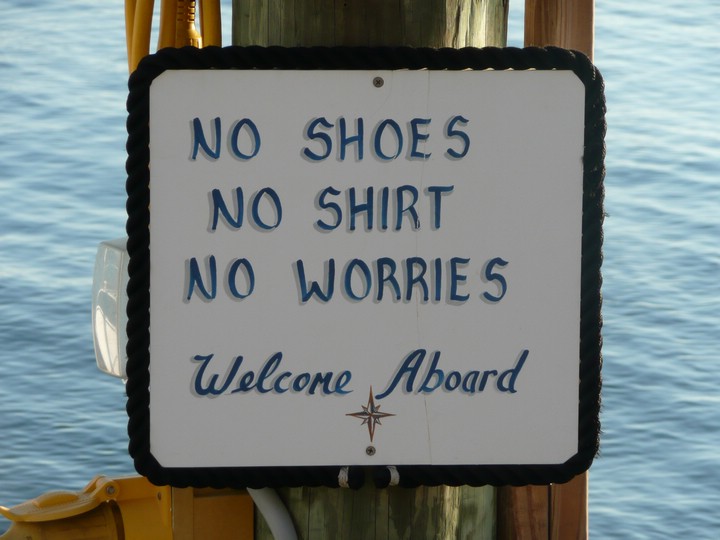 NO SHOES
NO SHIRT
NO WORRIES
Welcome Aboard